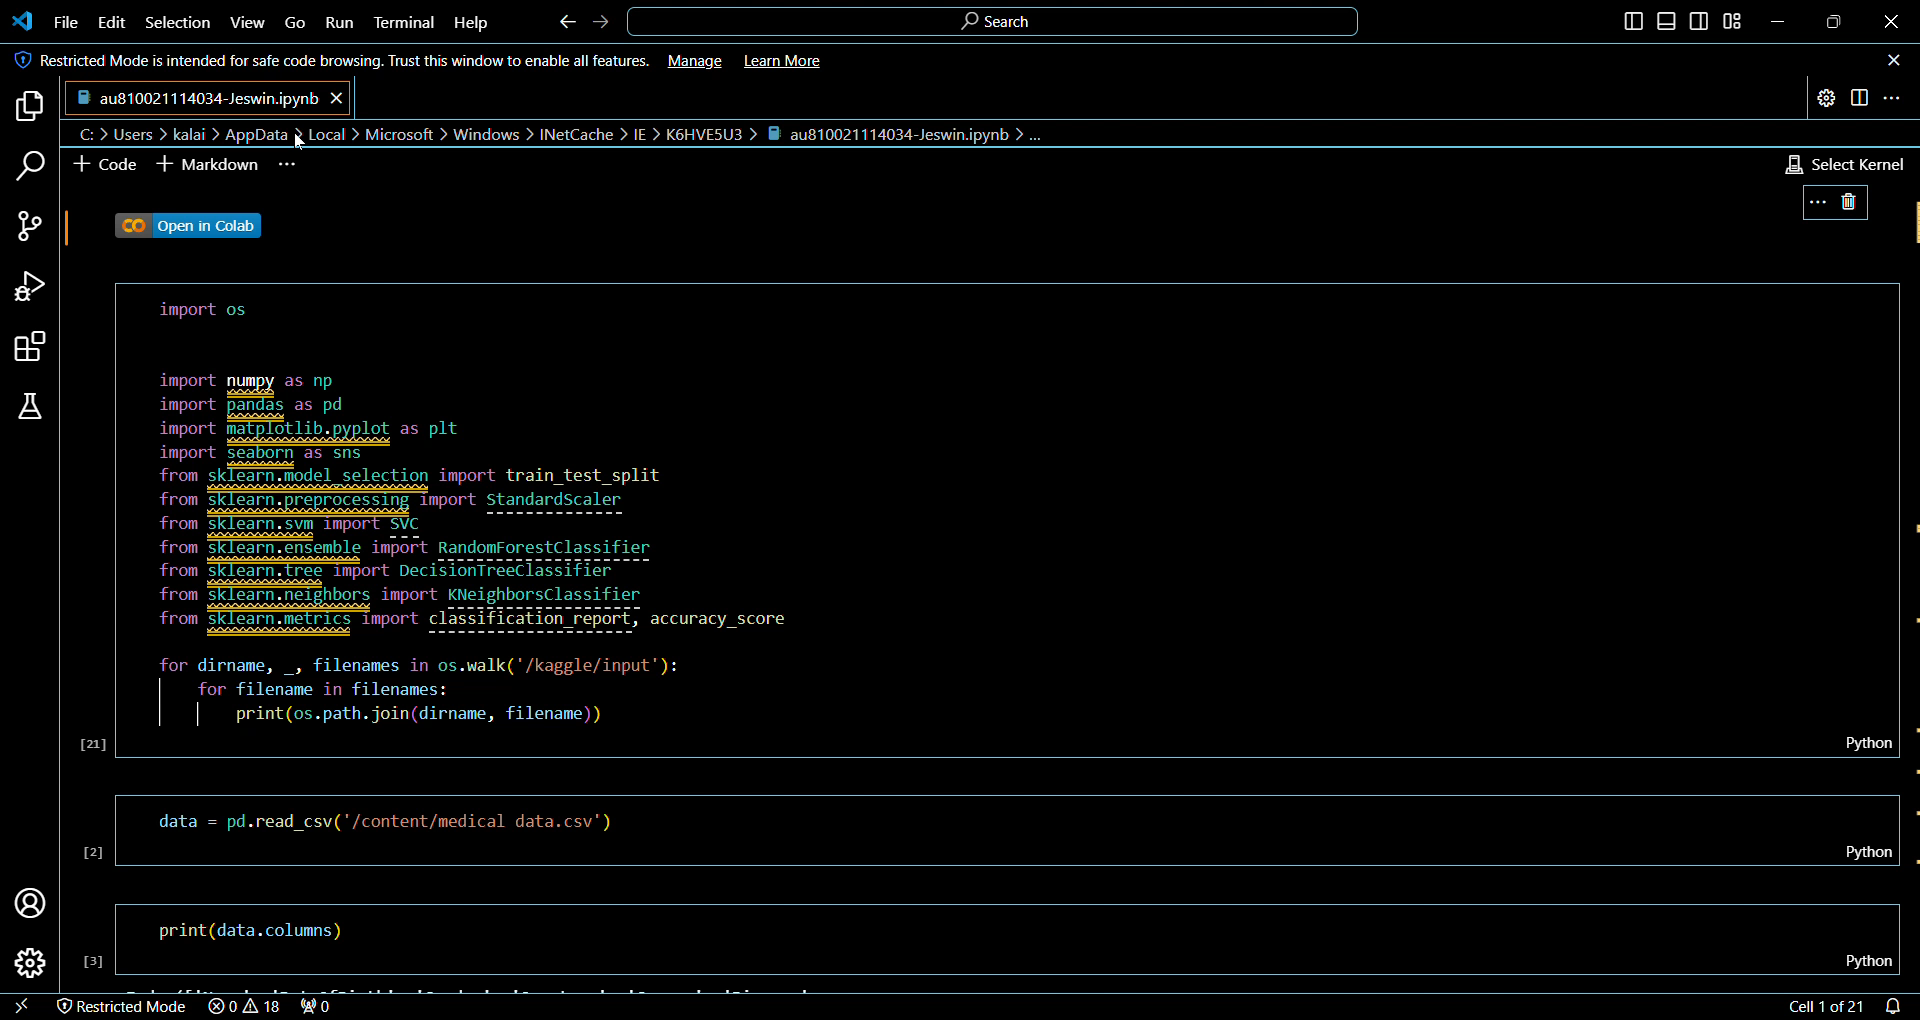 File Edit Selection View Go Run Terminal Help Search
Restricted Mode is intended for safe code browsing. Trust this window to enable all features. Manage Learn More
au810021114034-Jeswin.ipynb
C: > Users > kalai > AppData > Local > Microsoft > Windows > INetCache > IE > K6HVE5U3 > au810021114034-Jeswin.ipynb > ...
+ Code + Markdown ... Select Kernel
CO Open in Colab
import os
import numpy as np
import pandas as pd
import matplotlib.pyplot as plt
import seaborn as sns
from sklearn.model_selection import train_test_split
from sklearn.preprocessing import StandardScaler
from sklearn.svm import SVC
from sklearn.ensemble import RandomForestClassifier
from sklearn.tree import DecisionTreeClassifier
from sklearn.neighbors import KNeighborsClassifier
from sklearn.metrics import classification_report, accuracy_score
for dirname, _, filenames in os.walk('/kaggle/input'):
for filename in filenames:
print(os.path.join(dirname, filename))
[21] Python
data = pd.read_csv('/content/medical data.csv')
[2] Python
print(data.columns)
[3] Python
Restricted Mode 0 18 0 Cell 1 of 21